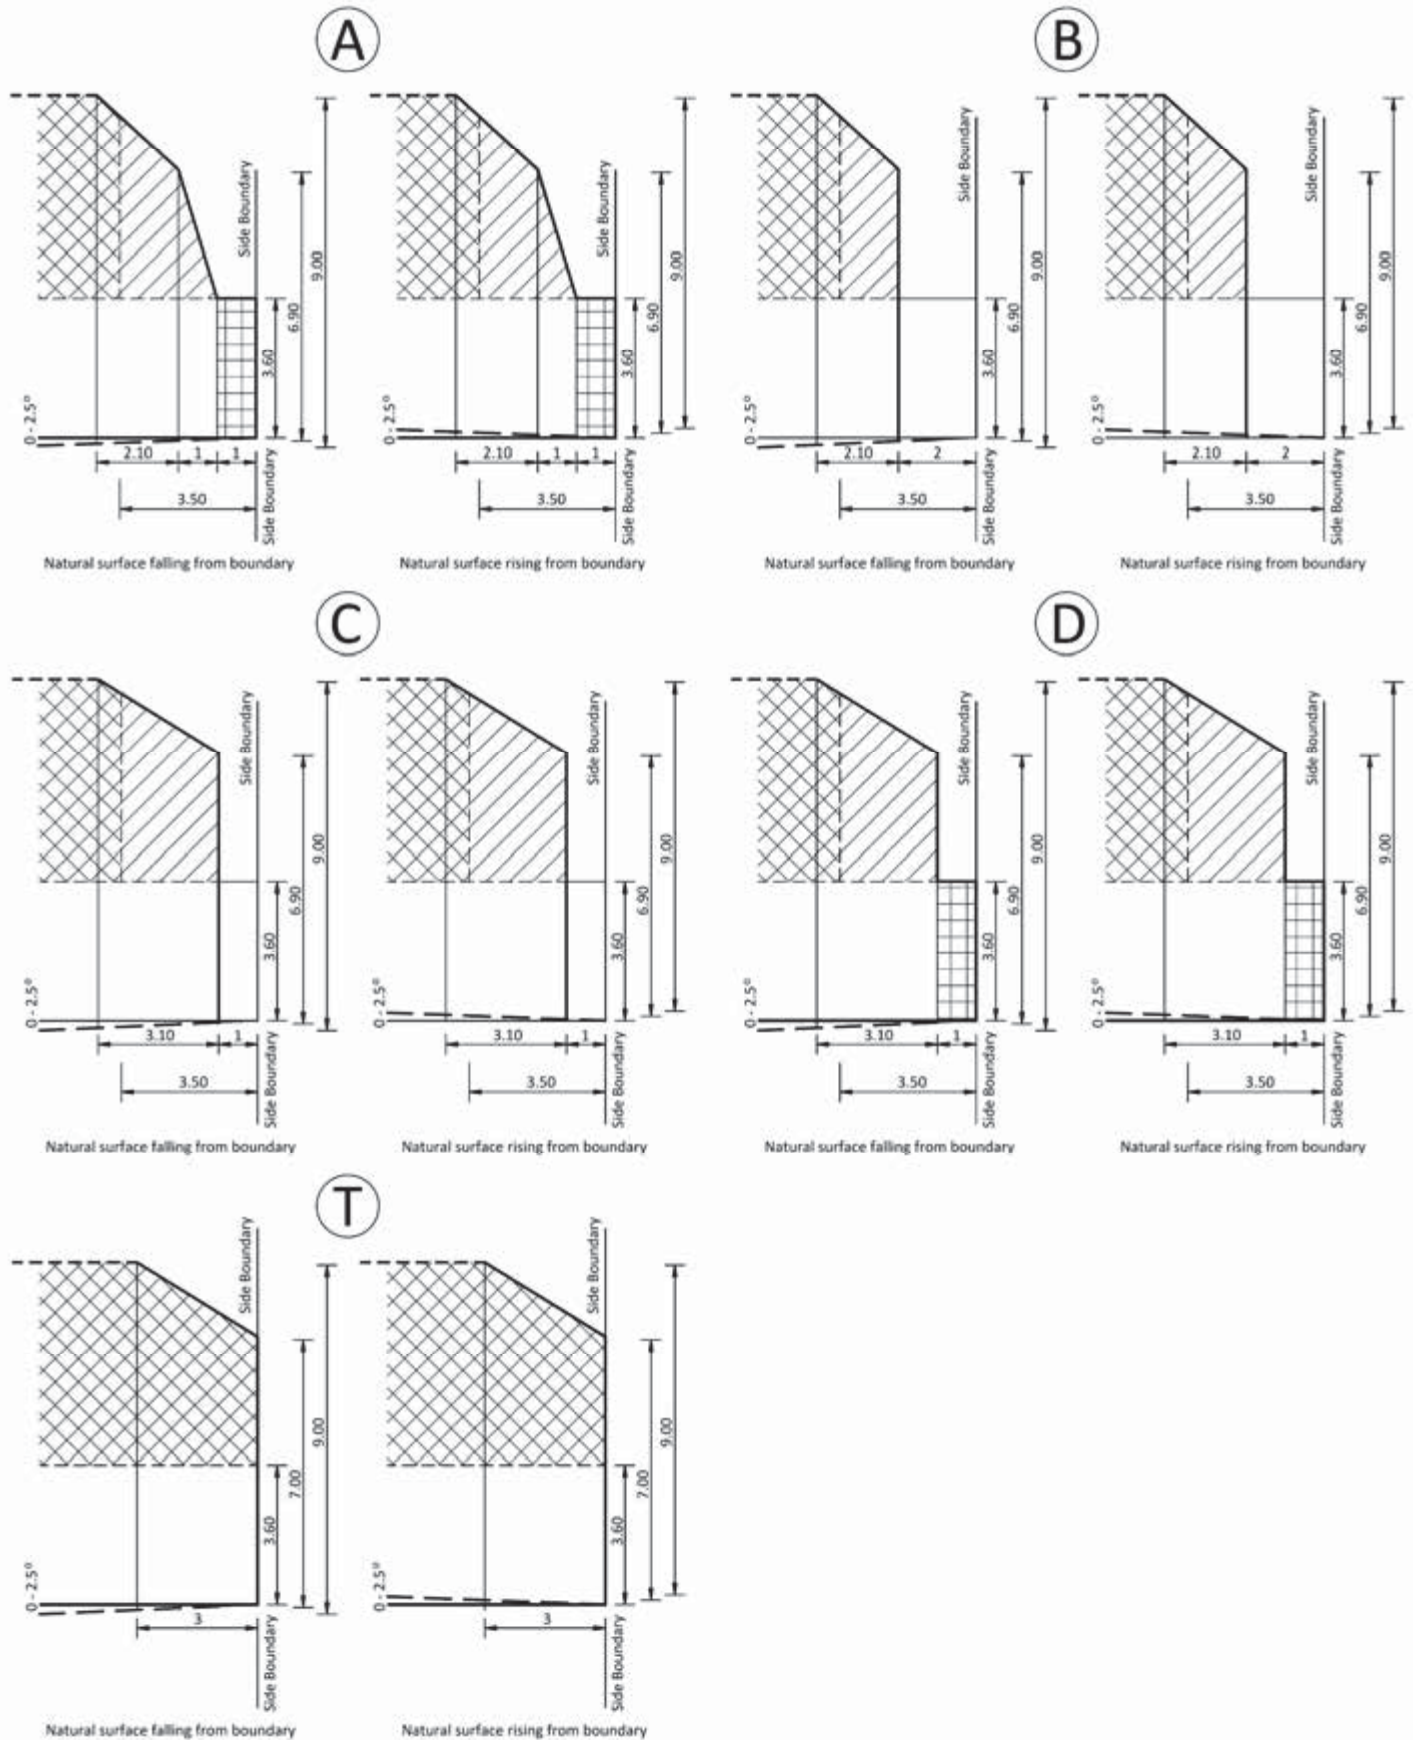 A
B
Side Boundary
Side Boundary
Side Boundary
Side Boundary
9.00
6.90
3.60
9.00
6.90
3.60
9.00
6.90
3.60
9.00
6.90
3.60
0 - 2.5°
0 - 2.5°
0 - 2.5°
0 - 2.5°
2.10 1 1
2.10 1 1
2.10 2
2.10 2
3.50
3.50
3.50
3.50
Side Boundary
Side Boundary
Side Boundary
Side Boundary
Natural surface falling from boundary
Natural surface rising from boundary
Natural surface falling from boundary
Natural surface rising from boundary
C
D
Side Boundary
Side Boundary
Side Boundary
Side Boundary
9.00
6.90
3.60
9.00
6.90
3.60
9.00
6.90
3.60
9.00
6.90
3.60
0 - 2.5°
0 - 2.5°
0 - 2.5°
0 - 2.5°
3.10 1
3.10 1
3.10 1
3.10 1
3.50
3.50
3.50
3.50
Side Boundary
Side Boundary
Side Boundary
Side Boundary
Natural surface falling from boundary
Natural surface rising from boundary
Natural surface falling from boundary
Natural surface rising from boundary
T
Side Boundary
Side Boundary
9.00
7.00
3.60
9.00
7.00
3.60
0 - 2.5°
0 - 2.5°
3
3
Side Boundary
Side Boundary
Natural surface falling from boundary
Natural surface rising from boundary